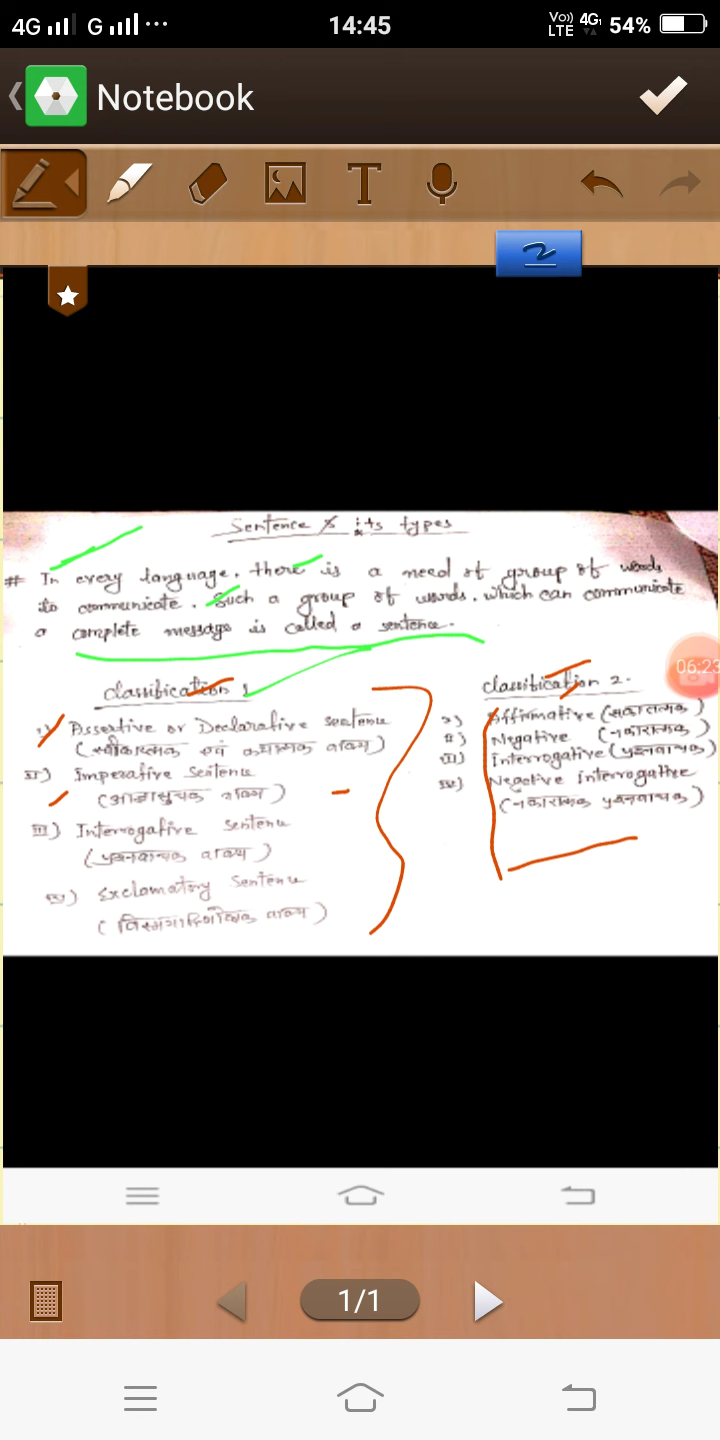 4G G ... 14:45 Vo)) LTE 4G 54%
Notebook
T
Sentence & its types
# In every language, there is a need of group of words
to communicate. Such a group of words, which can communicate
a complete message is called a sentence.
Classification 1
i) Assertive or Declarative sentence
(स्वीकारात्मक एवं कथात्मक वाक्य)
II) Imperative Sentence
(आज्ञासूचक वाक्य)
III) Interrogative sentence
(प्रश्नवाचक वाक्य)
IV) Exclamatory Sentence
( वाक्य)
Classification 2.
i) Affirmative (सकारात्मक)
ii) Negative (नकारात्मक)
III) Interrogative (प्रश्नवाचक)
IV) Negative interrogative
(नकारात्मक प्रश्नवाचक)
06:23
1/1